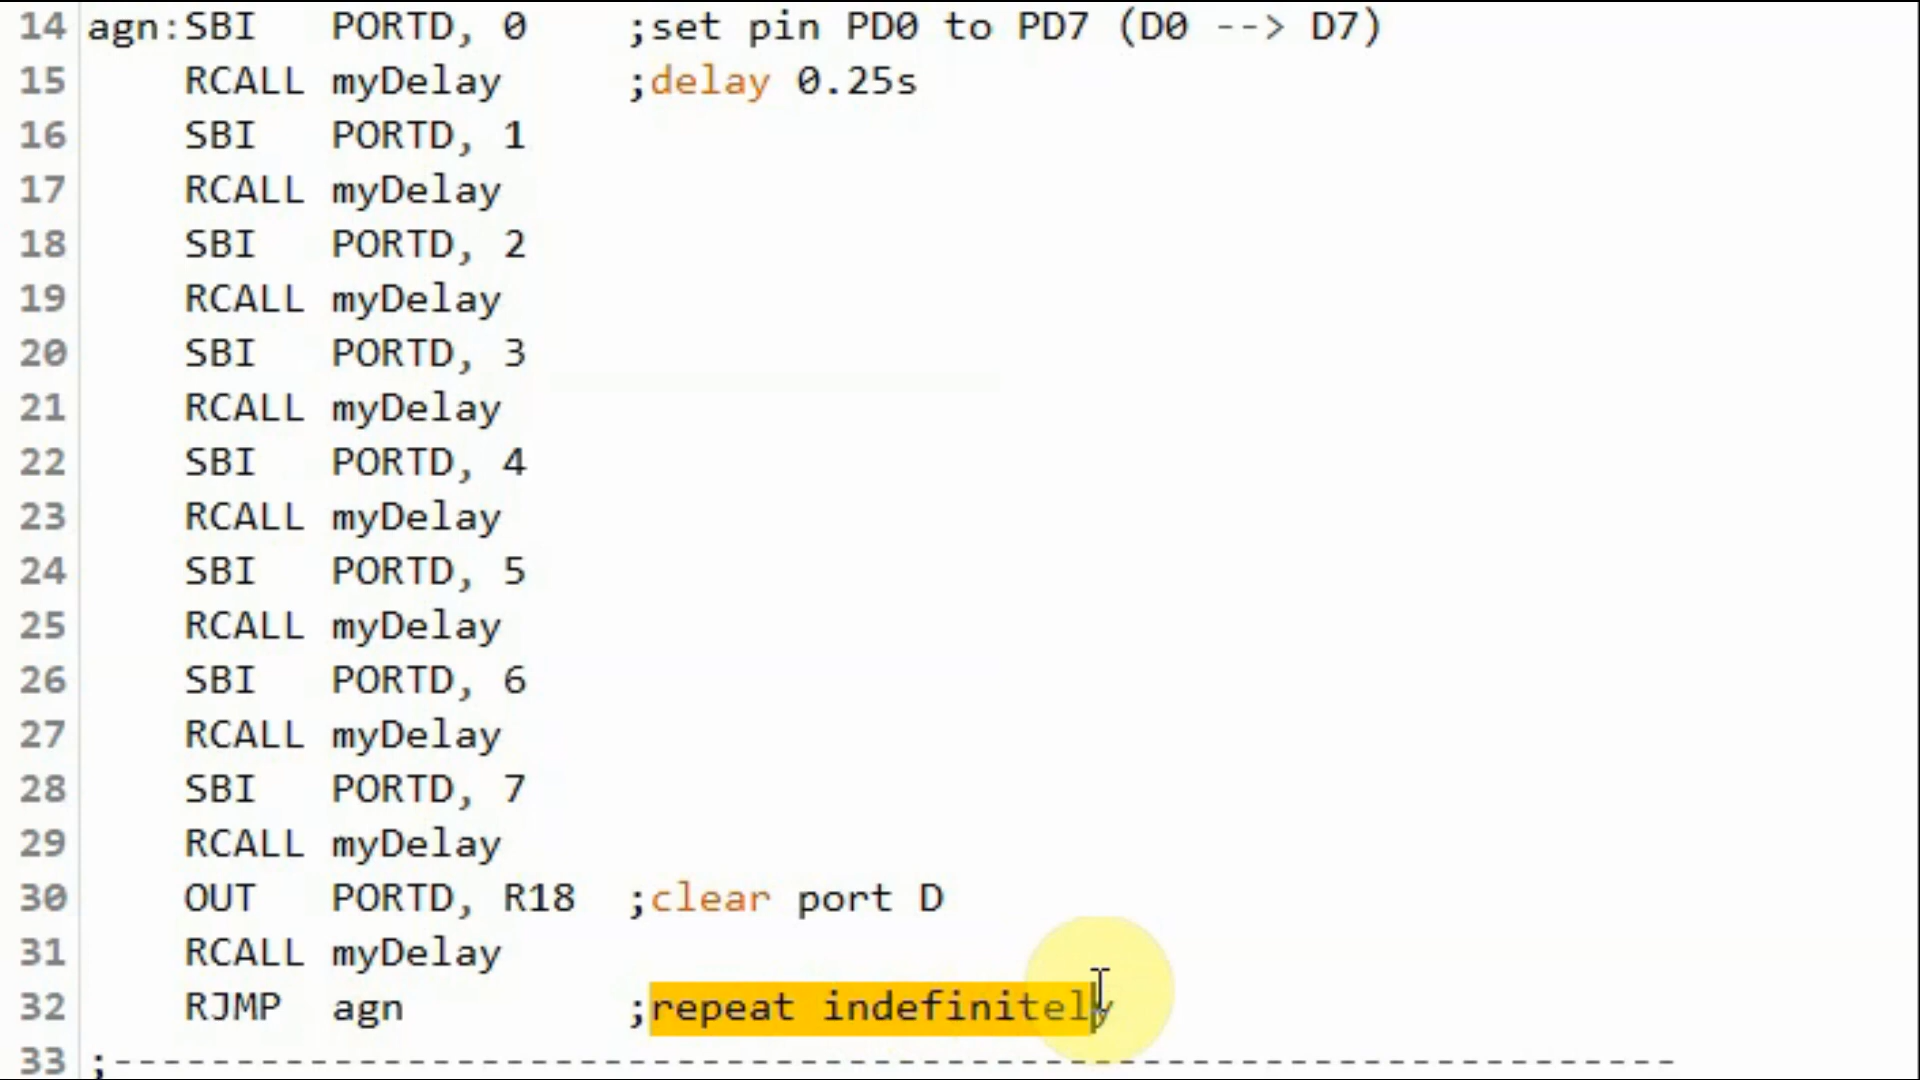 14 agn:SBI PORTD, 0 ;set pin PD0 to PD7 (D0 --> D7)
15 RCALL myDelay ;delay 0.25s
16 SBI PORTD, 1
17 RCALL myDelay
18 SBI PORTD, 2
19 RCALL myDelay
20 SBI PORTD, 3
21 RCALL myDelay
22 SBI PORTD, 4
23 RCALL myDelay
24 SBI PORTD, 5
25 RCALL myDelay
26 SBI PORTD, 6
27 RCALL myDelay
28 SBI PORTD, 7
29 RCALL myDelay
30 OUT PORTD, R18 ;clear port D
31 RCALL myDelay
32 RJMP agn ;repeat indefinitely
33 ;----------------------------------------------------------------